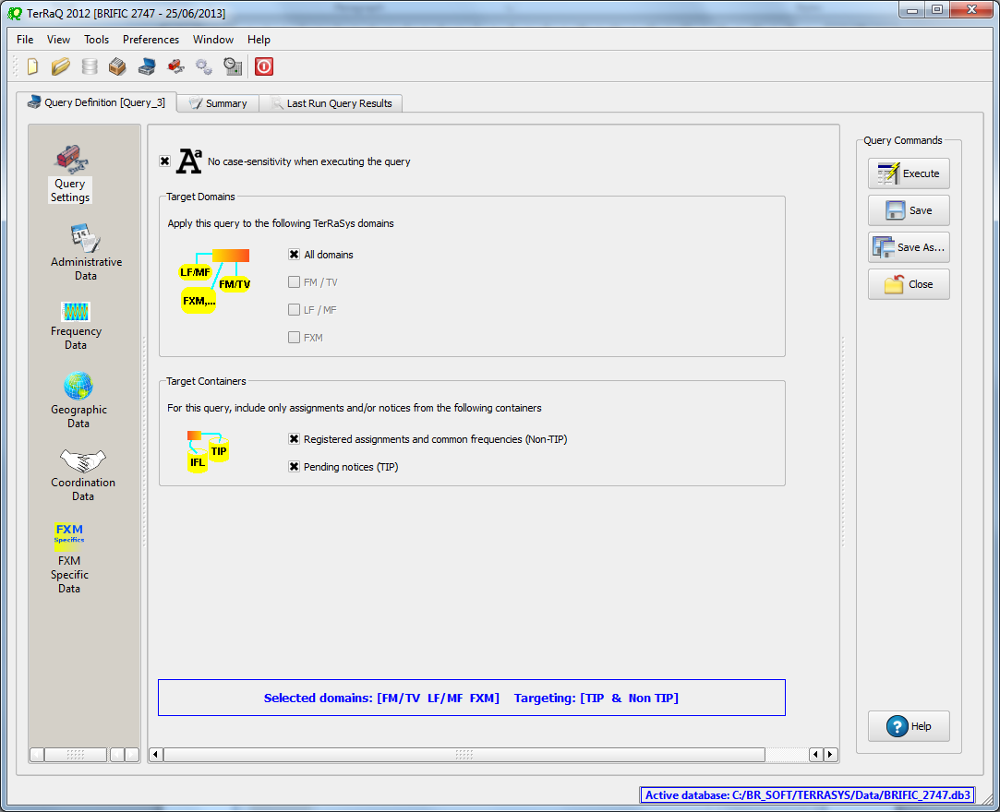 TerRaQ 2012 [BRIFIC 2747 - 25/06/2013]
File View Tools Preferences Window Help
Query Definition [Query_3] Summary Last Run Query Results
Query
Settings
Administrative
Data
Frequency
Data
Geographic
Data
Coordination
Data
FXM
Specifics
FXM
Specific
Data
Aa No case-sensitivity when executing the query
Target Domains
Apply this query to the following TerRaSys domains
LF/MF
FM/TV
FXM,...
All domains
FM / TV
LF / MF
FXM
Target Containers
For this query, include only assignments and/or notices from the following containers
TIP
IFL
Registered assignments and common frequencies (Non-TIP)
Pending notices (TIP)
Selected domains: [FM/TV LF/MF FXM] Targeting: [TIP & Non TIP]
Query Commands
Execute
Save
Save As...
Close
Help
Active database: C:/BR_SOFT/TERRASYS/Data/BRIFIC_2747.db3